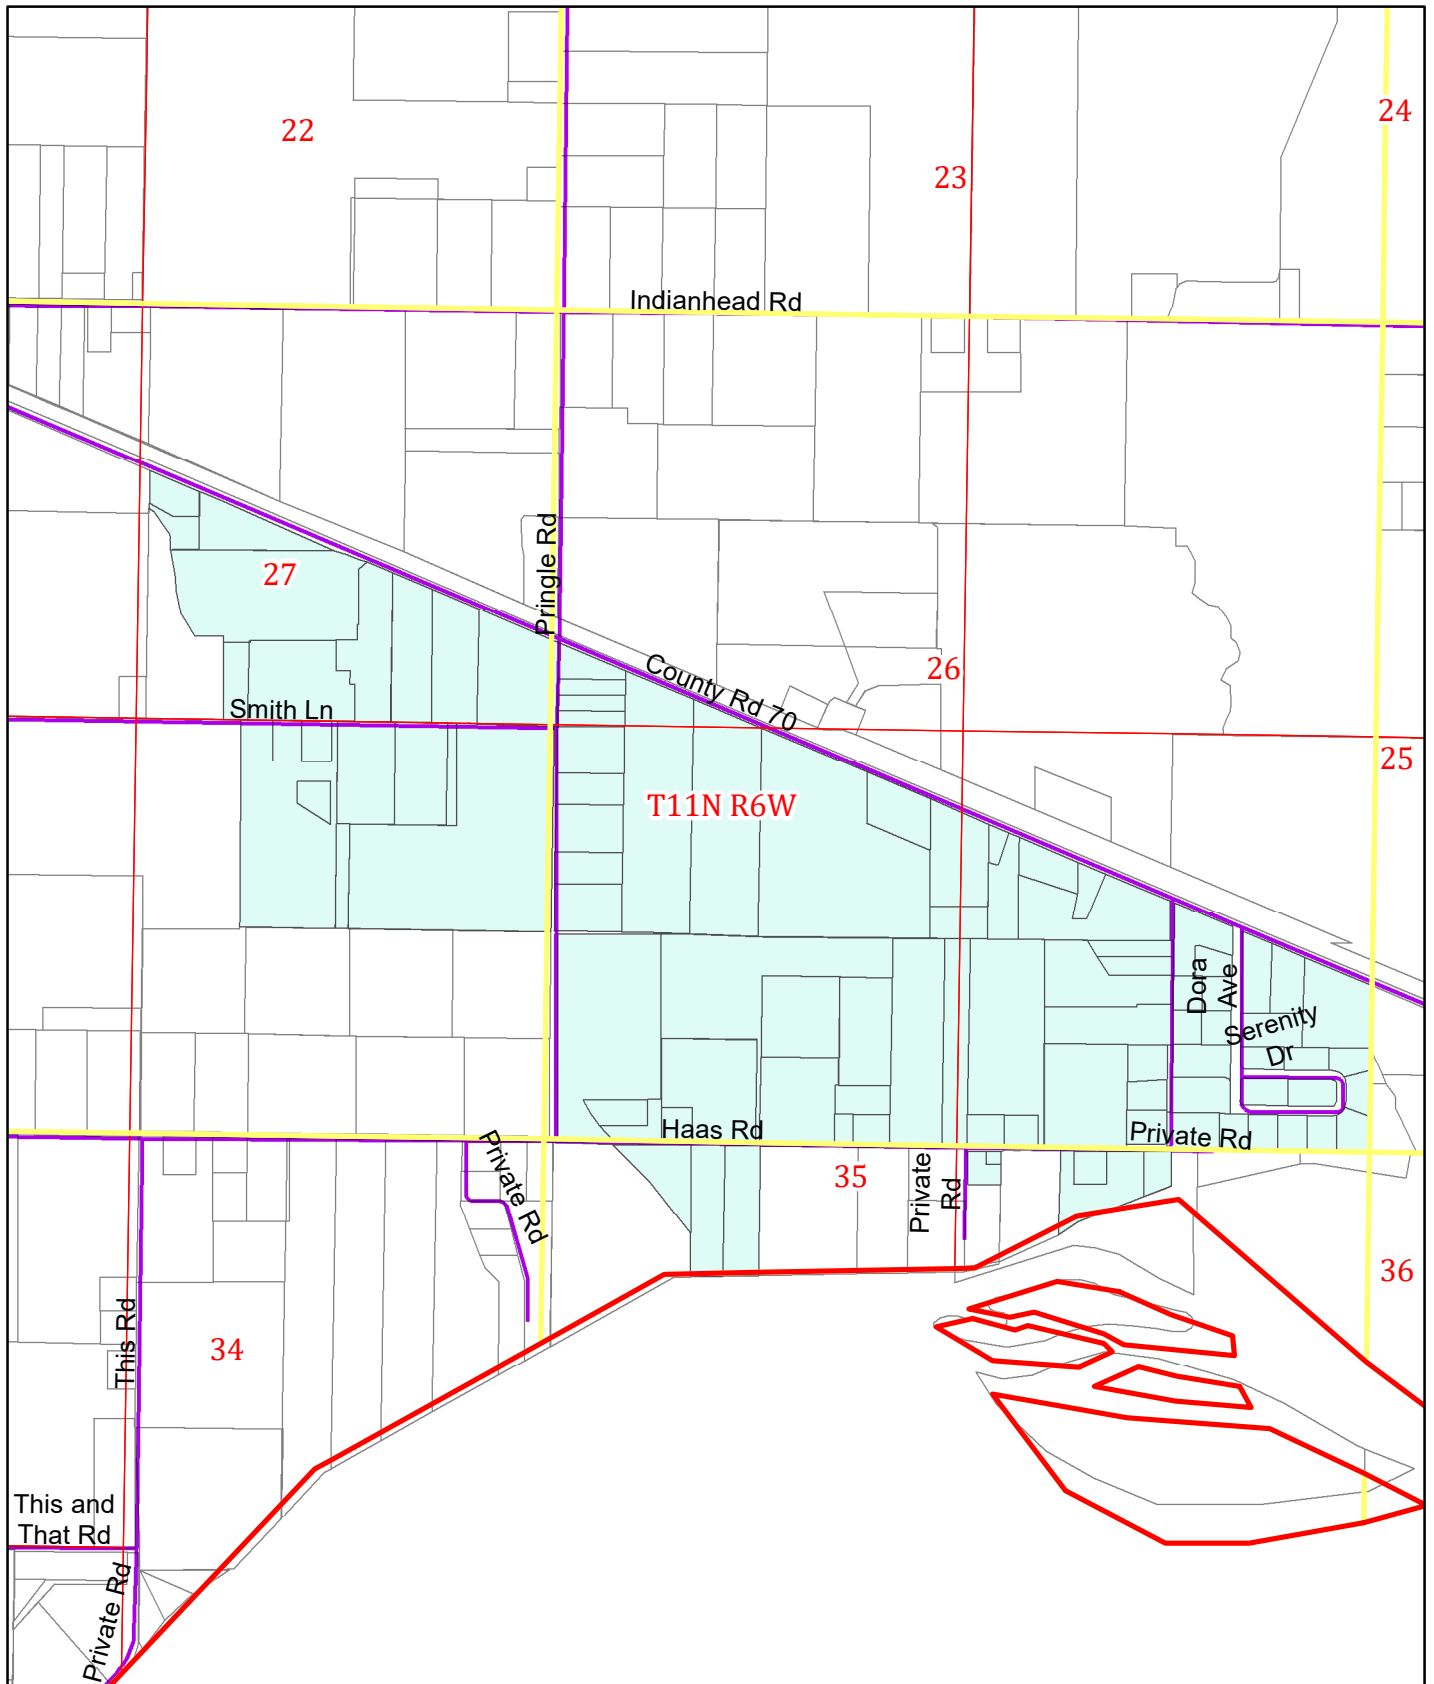 24
22
23
Indianhead Rd
Pringle Rd
27
County Rd 70
26
Smith Ln
25
T11N R6W
Dora
Ave
Serenity
Dr
Haas Rd
Private Rd
Private Rd
35
Private
Rd
36
This Rd
34
This and
That Rd
Private Rd